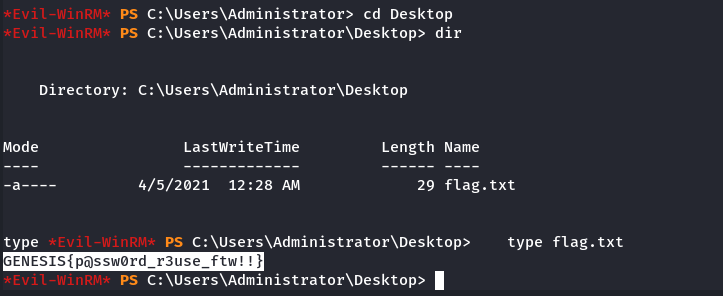 *Evil-WinRM* PS C:\Users\Administrator> cd Desktop
*Evil-WinRM* PS C:\Users\Administrator\Desktop> dir
Directory: C:\Users\Administrator\Desktop
Mode                LastWriteTime         Length Name
----                -------------         ------ ----
-a----         4/5/2021  12:28 AM             29 flag.txt
type *Evil-WinRM* PS C:\Users\Administrator\Desktop>    type flag.txt
GENESIS{p@ssw0rd_r3use_ftw!!}
*Evil-WinRM* PS C:\Users\Administrator\Desktop>